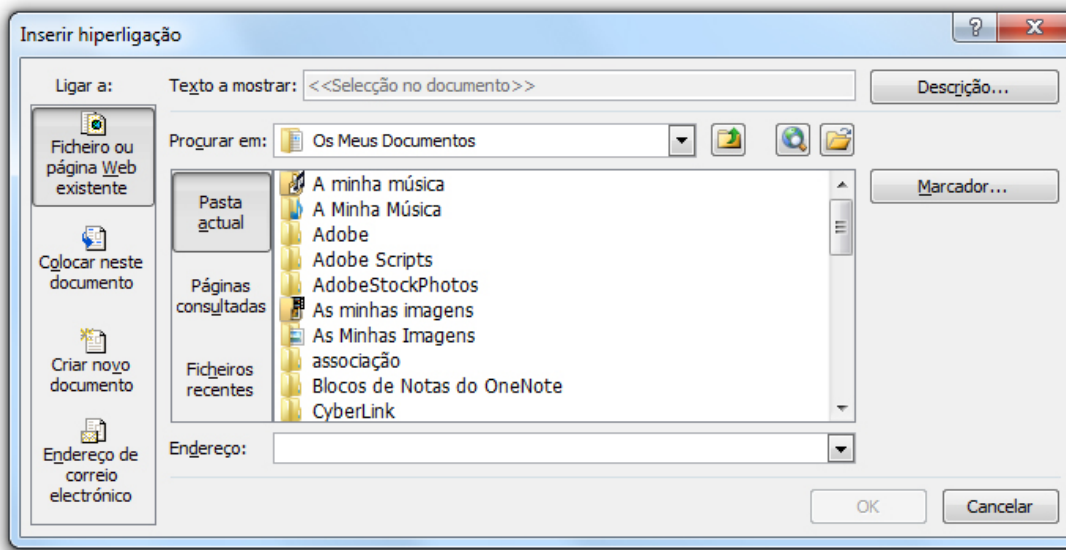 Inserir hiperligação
Ligar a:
Texto a mostrar: <<Selecção no documento>>
Descrição...
Ficheiro ou
página Web
existente
Colocar neste
documento
Criar novo
documento
Endereço de
correio
electrónico
Procurar em: Os Meus Documentos
Pasta
actual
Páginas
consultadas
Ficheiros
recentes
A minha música
A Minha Música
Adobe
Adobe Scripts
AdobeStockPhotos
As minhas imagens
As Minhas Imagens
associação
Blocos de Notas do OneNote
CyberLink
Marcador...
Endereço:
OK
Cancelar